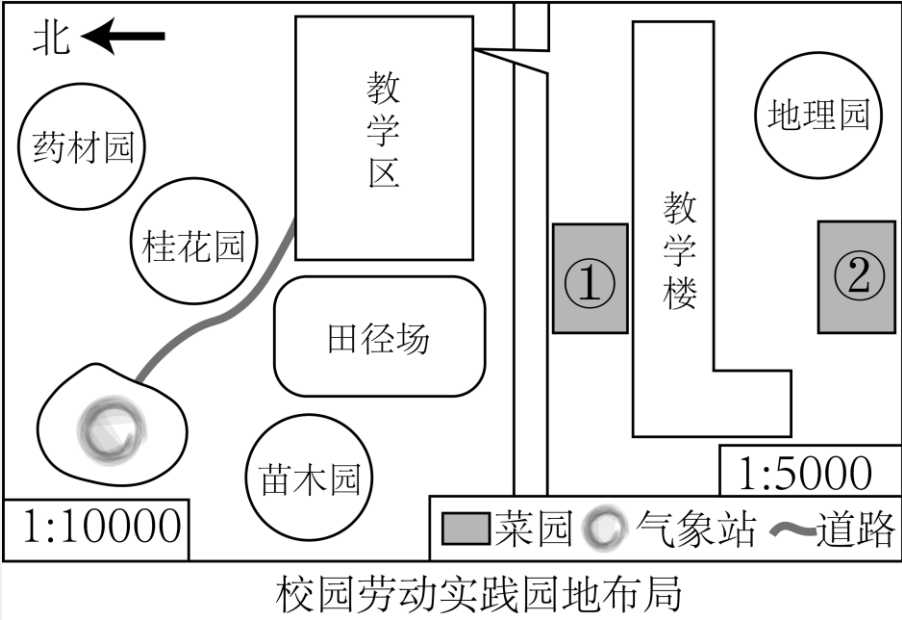 北
药材园
桂花园
教学区
田径场
苗木园
1:10000
地理园
教学楼
①
②
1:5000
菜园 气象站 道路
校园劳动实践园地布局